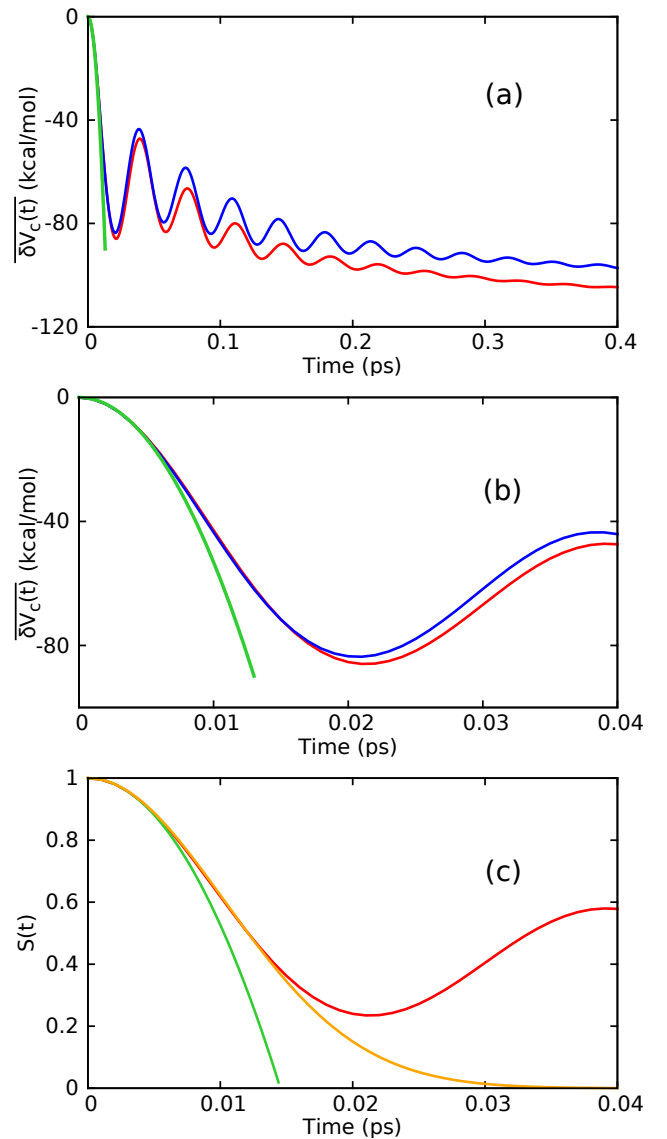 0
-40
-80
-120
δV_c(t) (kcal/mol)
(a)
0 0.1 0.2 0.3 0.4
Time (ps)
0
-40
-80
δV_c(t) (kcal/mol)
(b)
0 0.01 0.02 0.03 0.04
Time (ps)
1
0.8
0.6
0.4
0.2
0
S(t)
(c)
0 0.01 0.02 0.03 0.04
Time (ps)